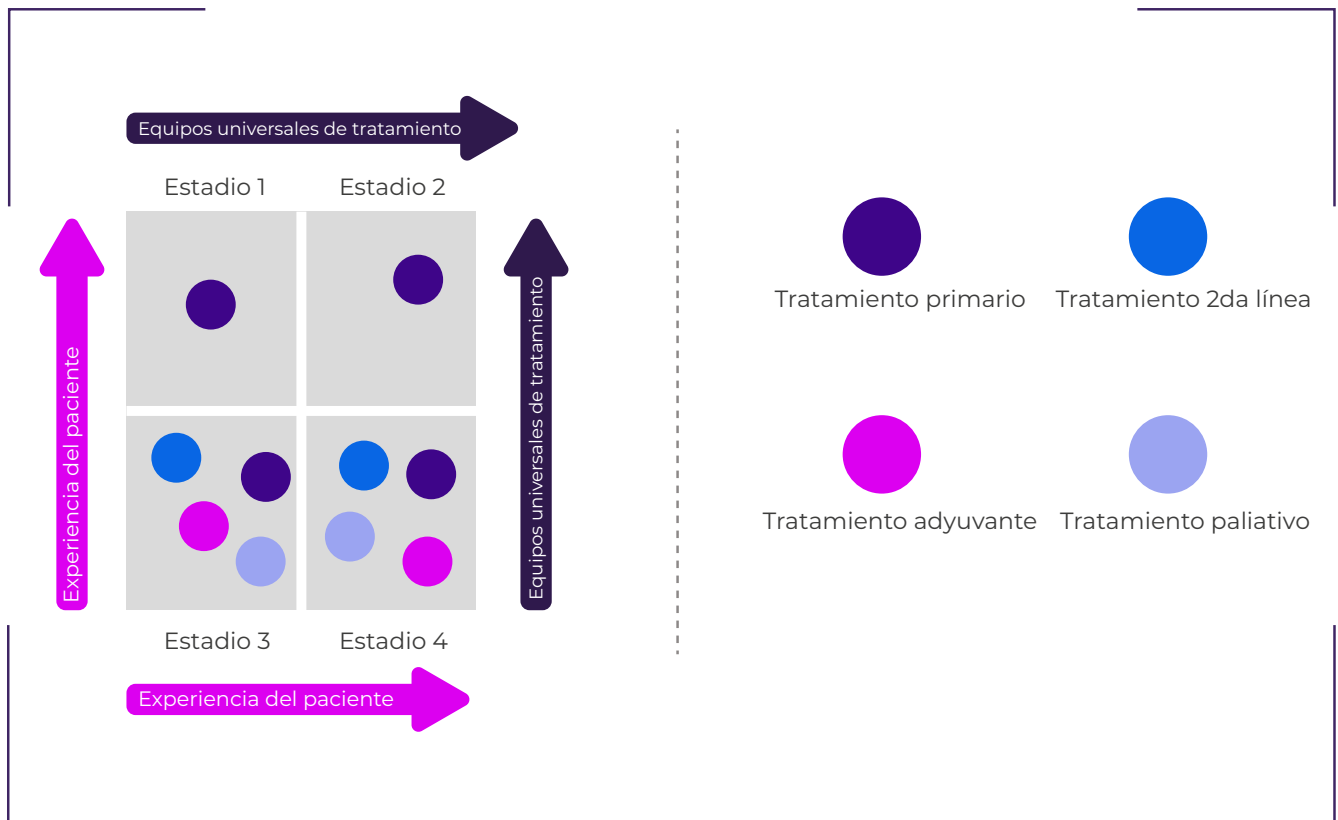 Equipos universales de tratamiento
Estadio 1
Estadio 2
Experiencia del paciente
Equipos universales de tratamiento
Estadio 3
Estadio 4
Experiencia del paciente
Tratamiento primario
Tratamiento 2da línea
Tratamiento adyuvante
Tratamiento paliativo